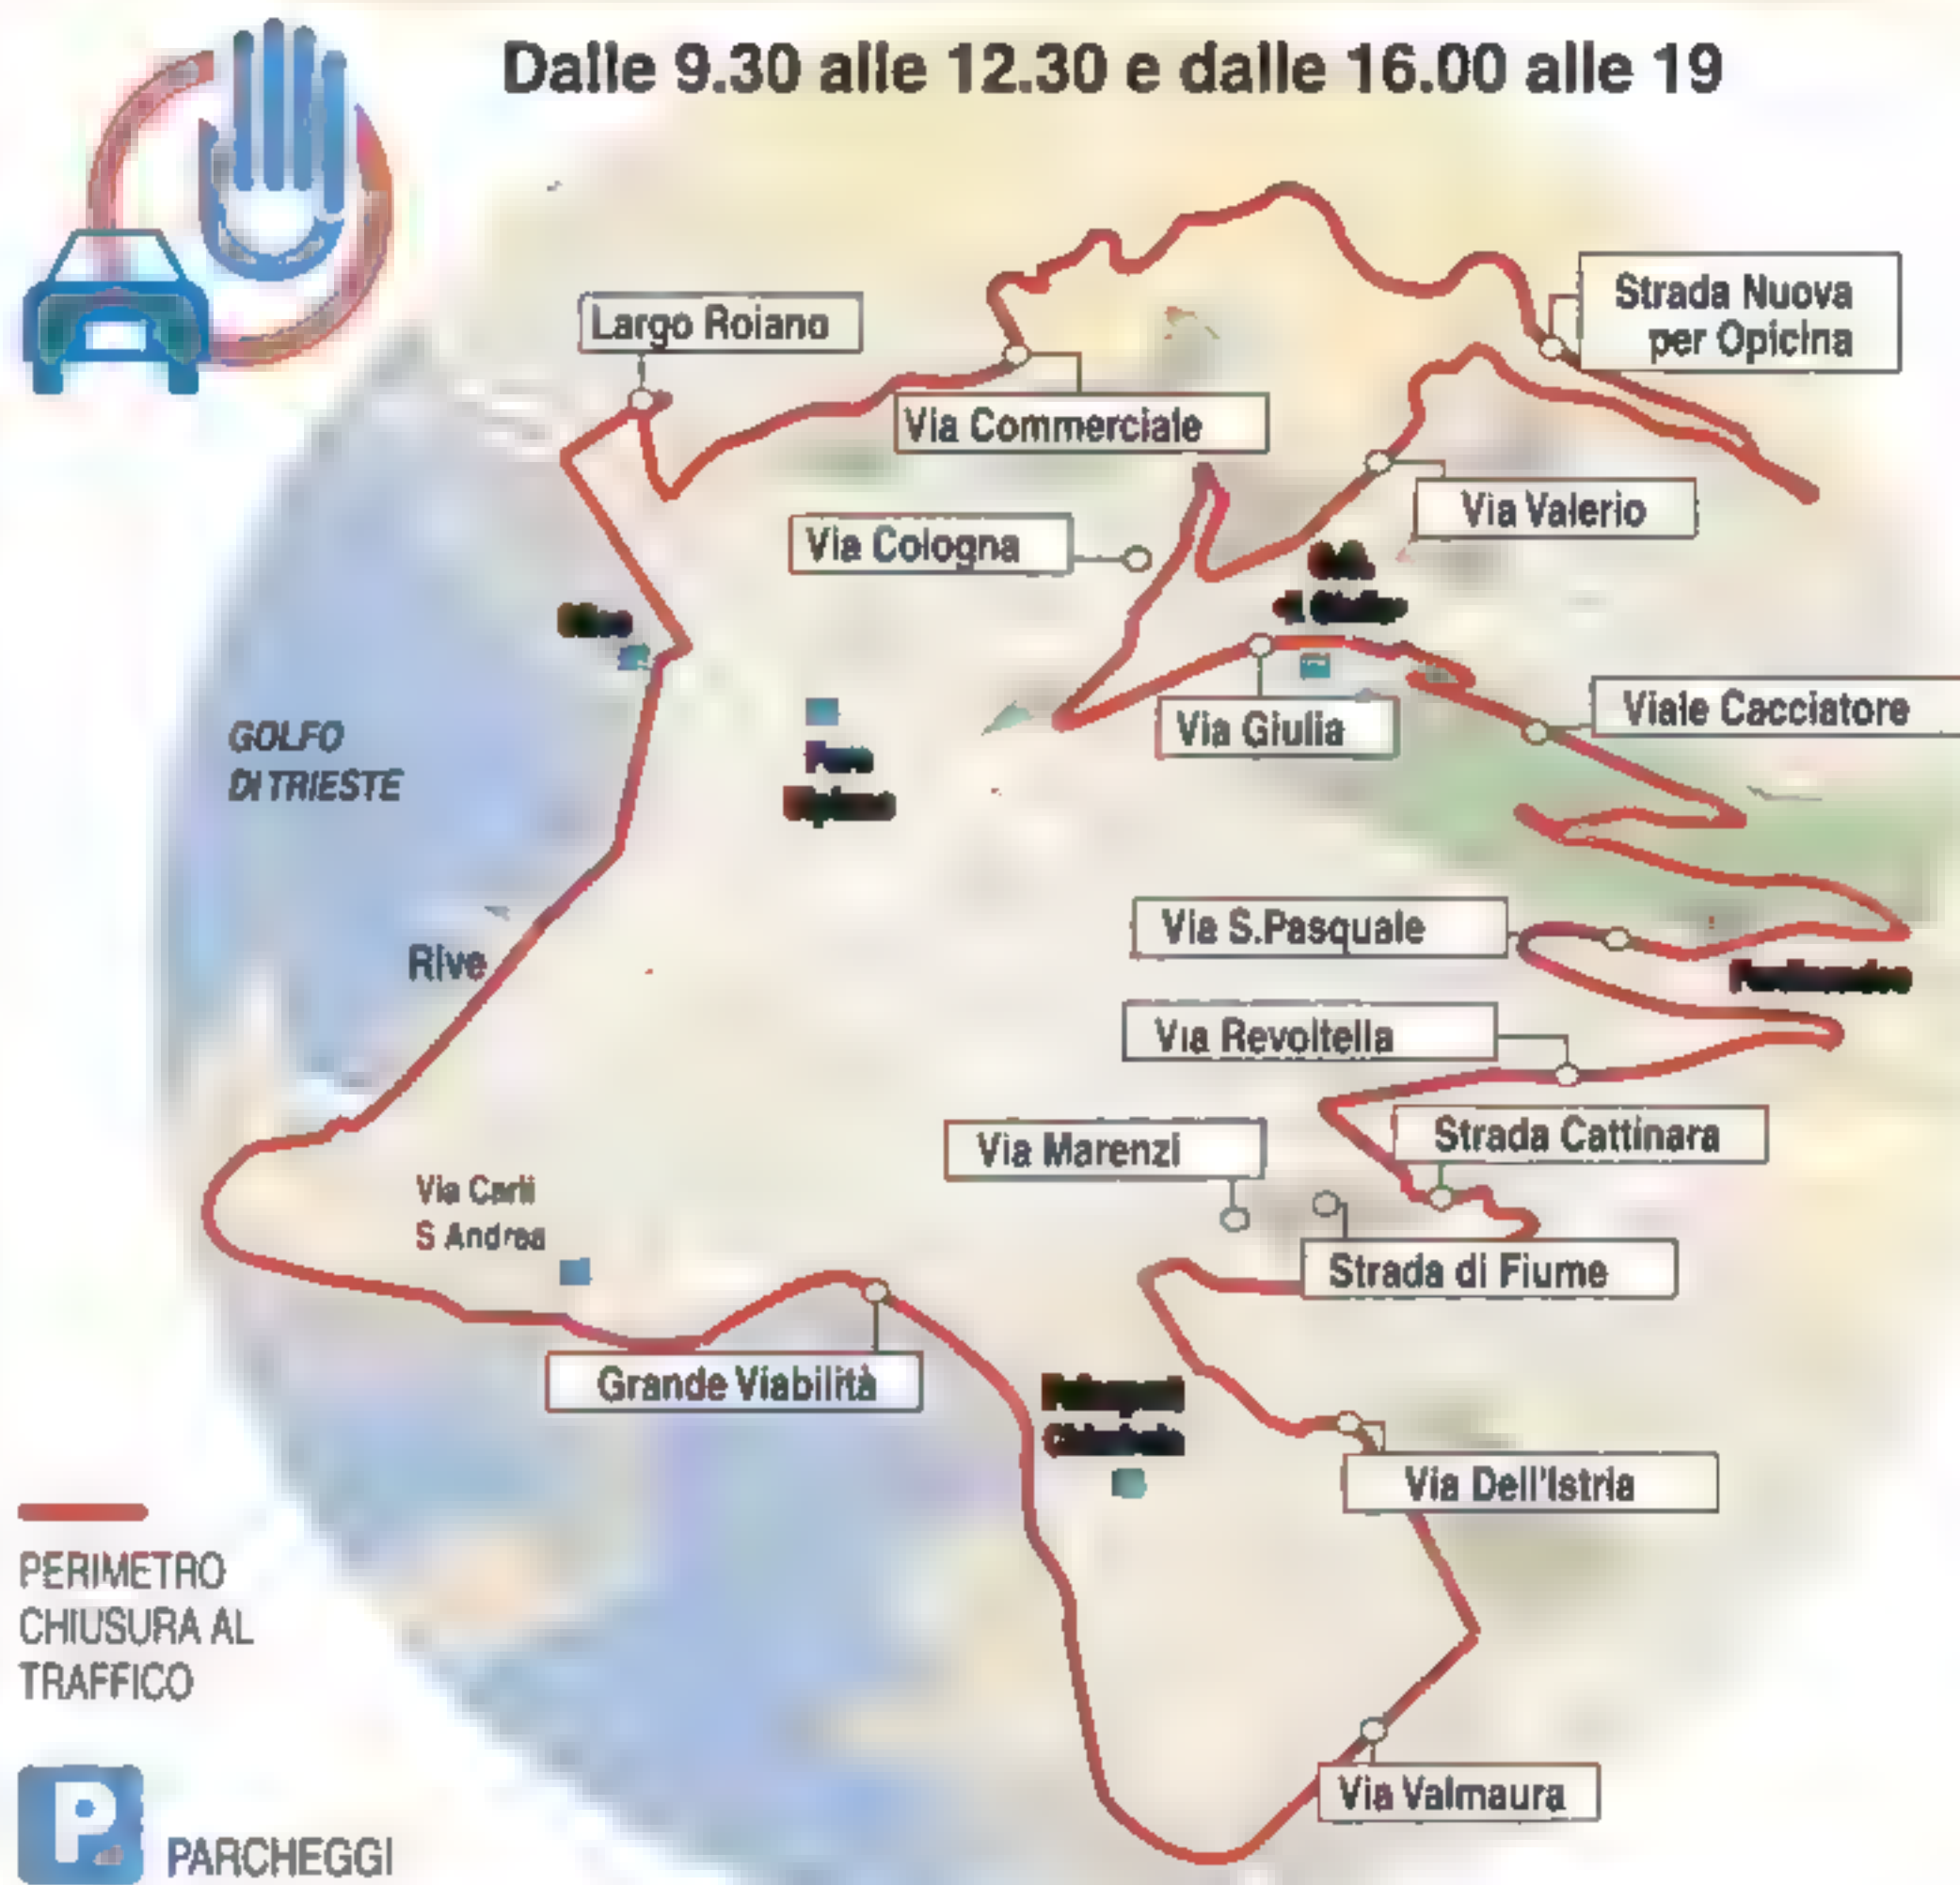 Dalle 9.30 alle 12.30 e dalle 16.00 alle 19
Strada Nuova
per Opicina
Largo Roiano
Via Commerciale
Via Valerio
Via Cologna
Viale Cacciatore
Via Giulia
GOLFO
DI TRIESTE
Via S.Pasquale
Rive
Via Revoltella
Strada Cattinara
Via Marenzi
Via Carli
S Andrea
Strada di Fiume
Grande Viabilità
Via Dell'Istria
PERIMETRO
CHIUSURA AL
TRAFFICO
Via Valmaura
P
PARCHEGGI